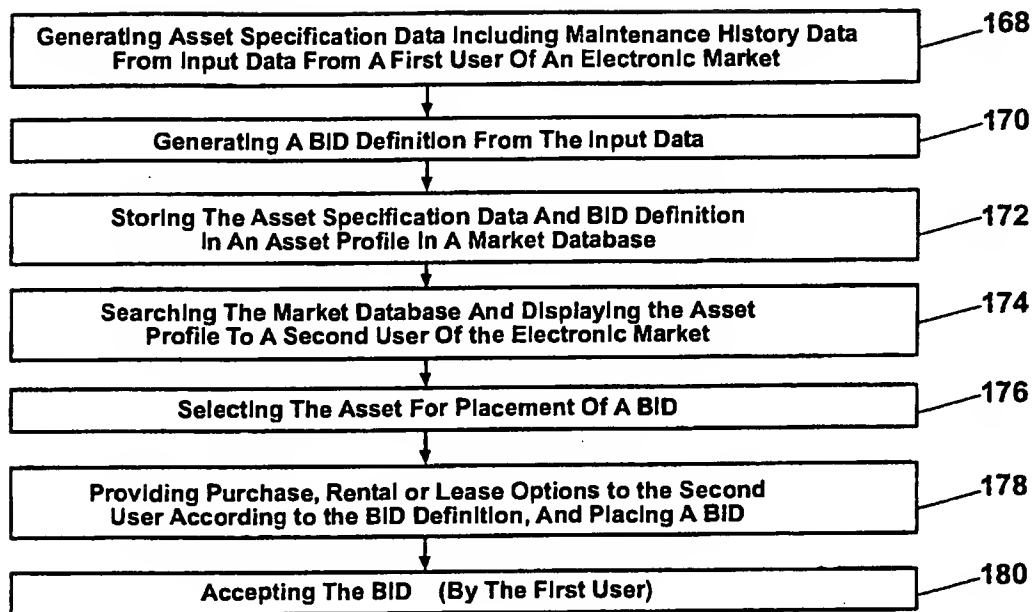 Generating Asset Specification Data Including Maintenance History Data
From Input Data From A First User Of An Electronic Market
168
Generating A BID Definition From The Input Data
170
Storing The Asset Specification Data And BID Definition
In An Asset Profile In A Market Database
172
Searching The Market Database And Displaying the Asset
Profile To A Second User Of the Electronic Market
174
Selecting The Asset For Placement Of A BID
176
Providing Purchase, Rental or Lease Options to the Second
User According to the BID Definition, And Placing A BID
178
Accepting The BID (By The First User)
180